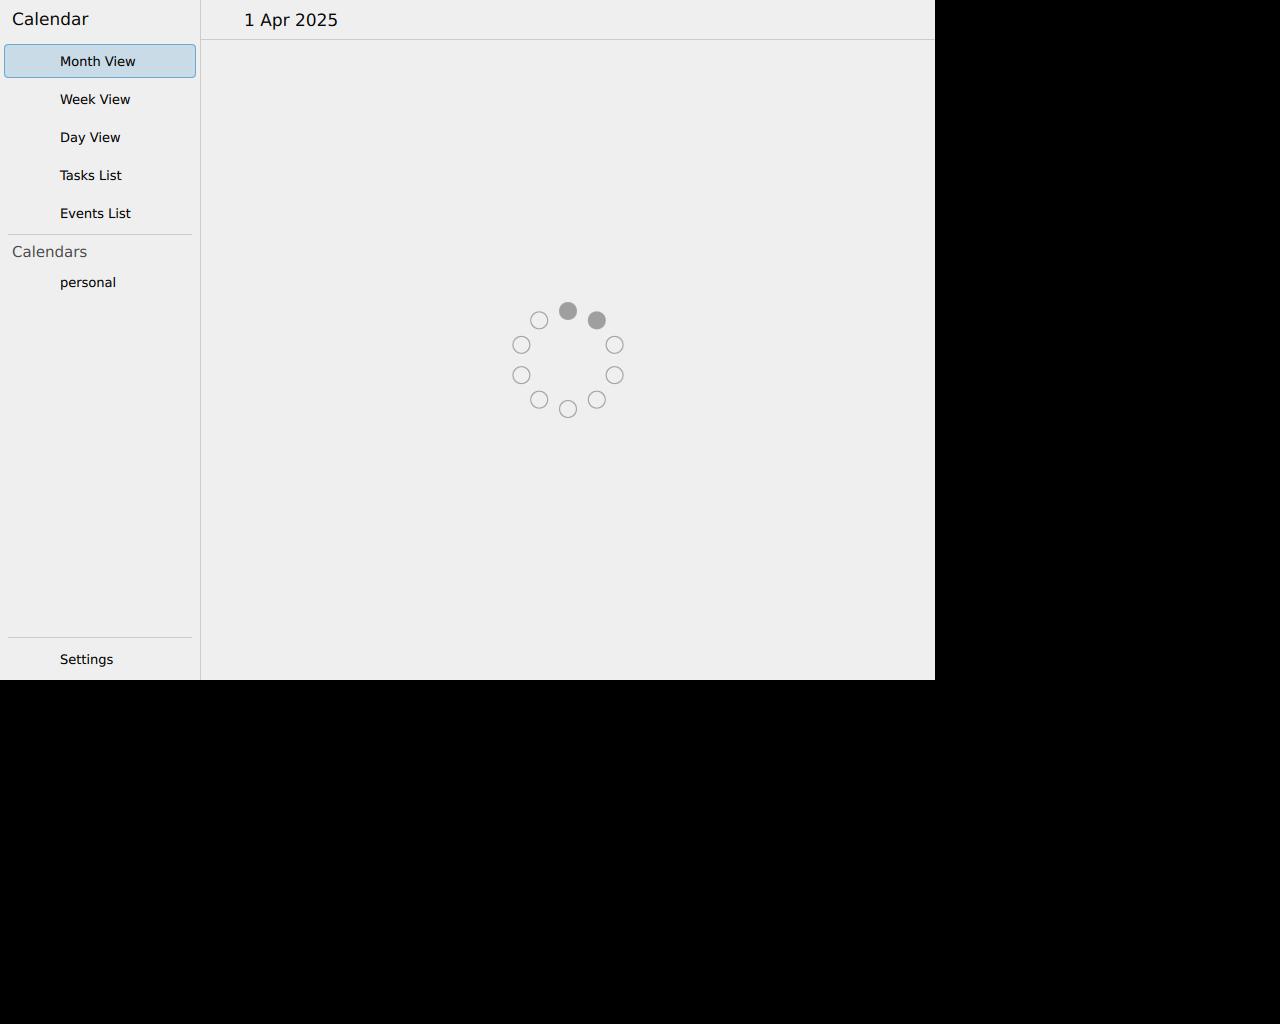 Calendar
1 Apr 2025
Month View
Week View
Day View
Tasks List
Events List
Calendars
personal
Settings